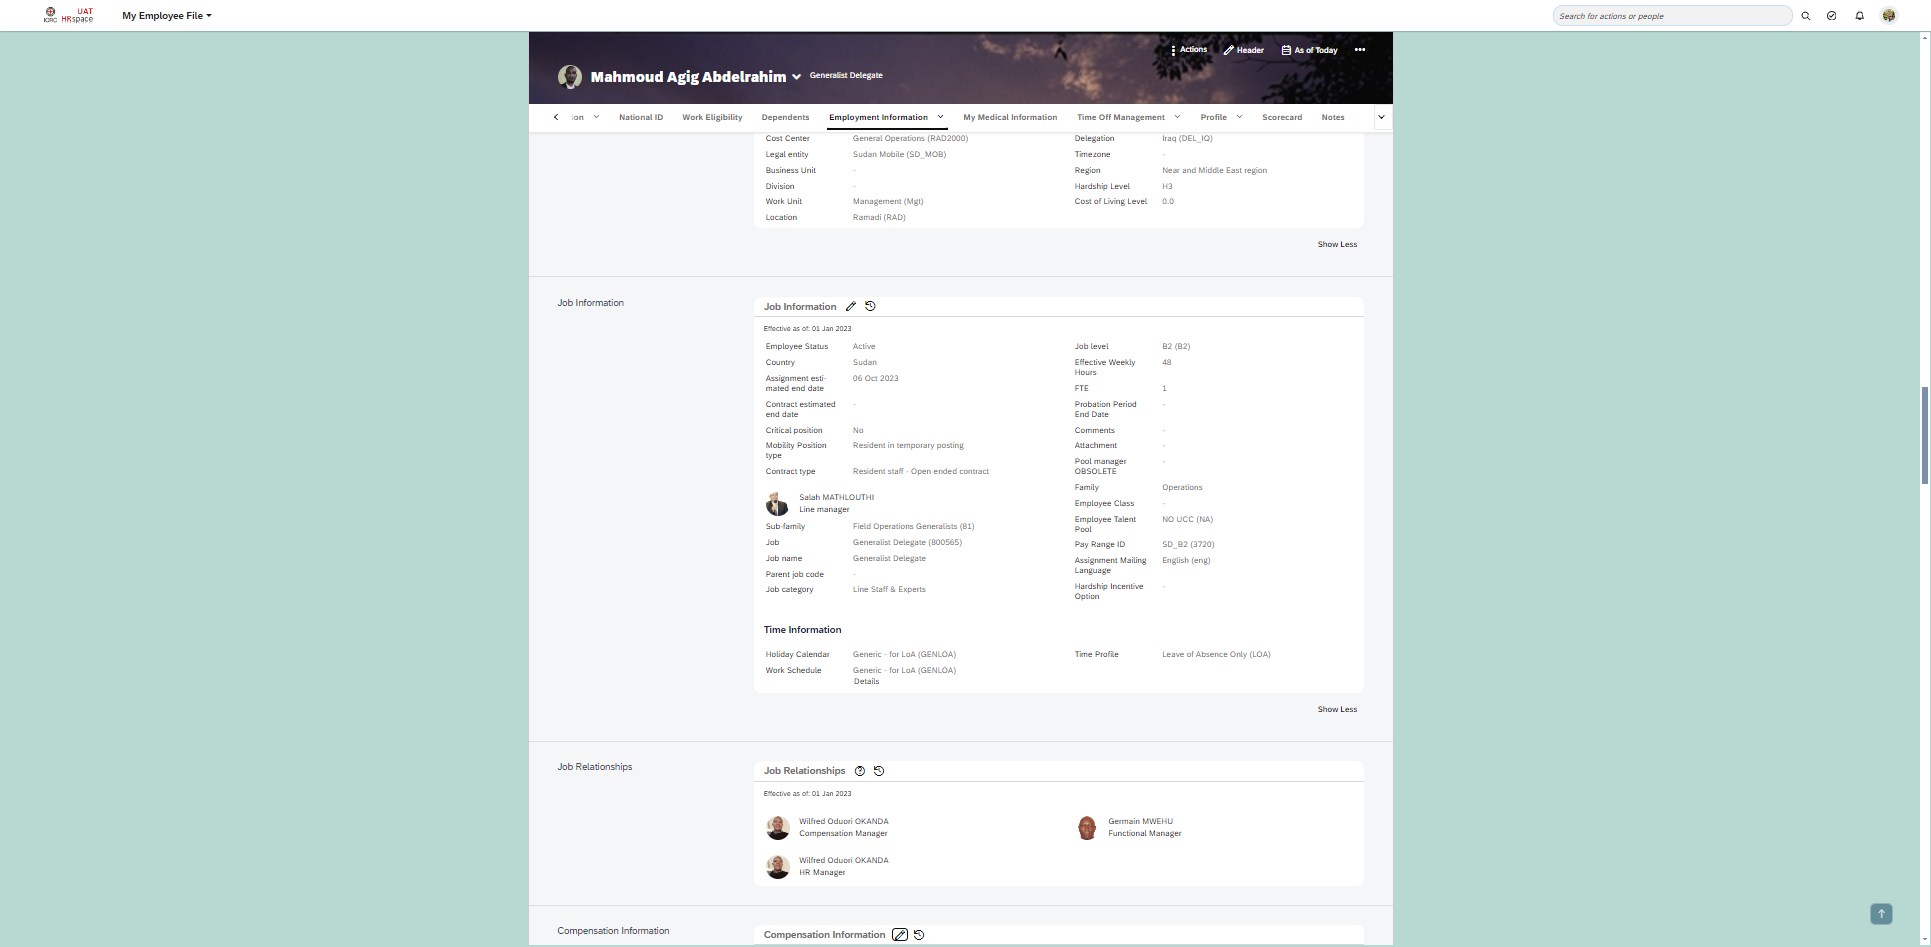 ICRC UAT HRspace My Employee File Search for actions or people
Actions Header As of Today
Mahmoud Agig Abdelrahim Generalist Delegate
ion National ID Work Eligibility Dependents Employment Information My Medical Information Time Off Management Profile Scorecard Notes
Cost Center General Operations (RAD2000) Delegation Iraq (DEL_IQ)
Legal entity Sudan Mobile (SD_MOB) Timezone -
Business Unit - Region Near and Middle East region
Division - Hardship Level H3
Work Unit Management (Mgt) Cost of Living Level 0.0
Location Ramadi (RAD)
Show Less
Job Information
Job Information
Effective as of: 01 Jan 2023
Employee Status Active
Country Sudan
Assignment esti-
mated end date 06 Oct 2023
Contract estimated
end date -
Critical position No
Mobility Position
type Resident in temporary posting
Contract type Resident staff - Open ended contract
Salah MATHLOUTHI
Line manager
Sub-family Field Operations Generalists (81)
Job Generalist Delegate (800565)
Job name Generalist Delegate
Parent job code -
Job category Line Staff & Experts
Job level B2 (B2)
Effective Weekly
Hours 48
FTE 1
Probation Period
End Date -
Comments -
Attachment -
Pool manager
OBSOLETE -
Family Operations
Employee Class -
Employee Talent
Pool NO UCC (NA)
Pay Range ID SD_B2 (3720)
Assignment Mailing
Language English (eng)
Hardship Incentive
Option -
Time Information
Holiday Calendar Generic - for LoA (GENLOA) Time Profile Leave of Absence Only (LOA)
Work Schedule Generic - for LoA (GENLOA)
Details
Show Less
Job Relationships
Job Relationships
Effective as of: 01 Jan 2023
Wilfred Oduori OKANDA
Compensation Manager
Germain MWEHU
Functional Manager
Wilfred Oduori OKANDA
HR Manager
Compensation Information
Compensation Information